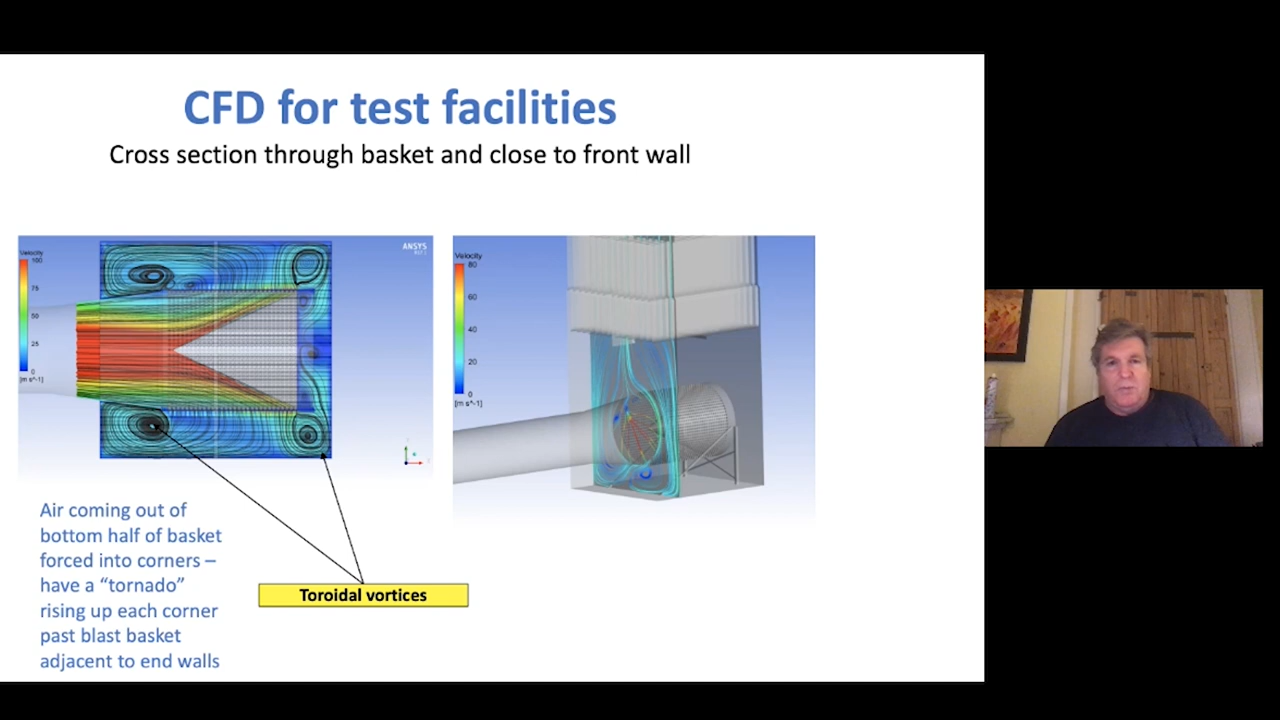 CFD for test facilities
Cross section through basket and close to front wall
Velocity
100
75
50
25
0
[m s^-1]
ANSYS
Velocity
80
60
40
20
0
[m s^-1]
Air coming out of
bottom half of basket
forced into corners –
have a “tornado”
rising up each corner
past blast basket
adjacent to end walls
Toroidal vortices